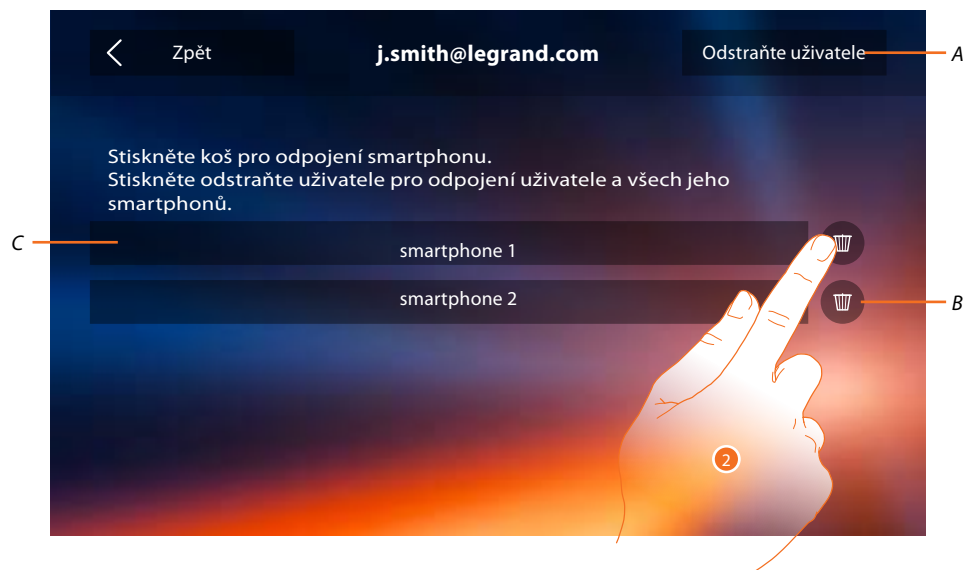 Zpět
j.smith@legrand.com
Odstraňte uživatele
A
Stiskněte koš pro odpojení smartphonu.
Stiskněte odstraňte uživatele pro odpojení uživatele a všech jeho
smartphonů.
C
smartphone 1
smartphone 2
B
2